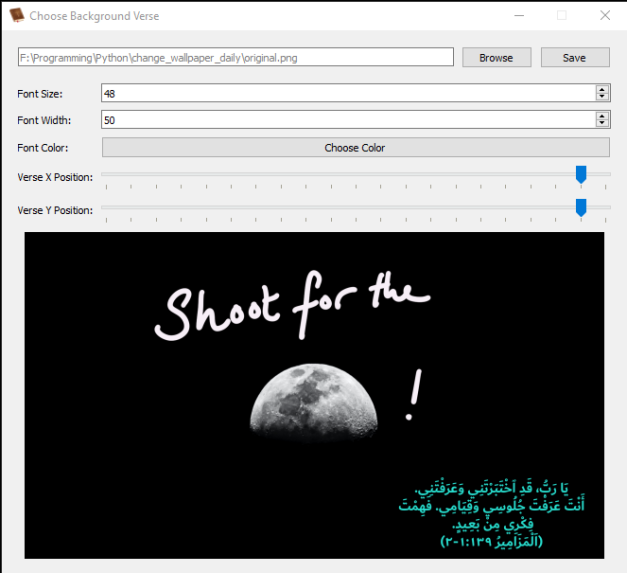 Choose Background Verse
F:\Programming\Python\change_wallpaper_daily\original.png
Browse
Save
Font Size:
48
Font Width:
50
Font Color:
Choose Color
Verse X Position:
Verse Y Position:
Shoot for the
!
يَا رَبُّ، قَدِ اَخْتَبَرْتَنِي وَعَرَفْتَنِي.
أَنْتَ عَرَفْتَ جُلُوسِي وَقِيَامِي. فَهِمْتَ
فِكْرِي مِنْ بَعِيدٍ.
(اَلْمَزَامِيرُ ١٣٩:١-٢)